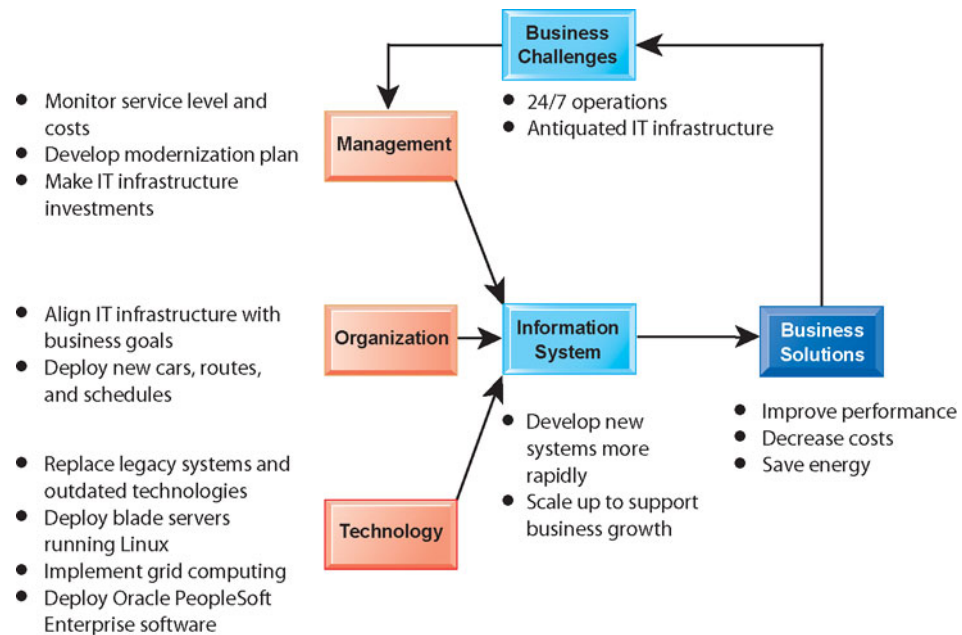 Business
Challenges
● 24/7 operations
● Antiquated IT infrastructure
● Monitor service level and
costs
● Develop modernization plan
● Make IT infrastructure
investments
Management
● Align IT infrastructure with
business goals
● Deploy new cars, routes,
and schedules
Organization
Information
System
Business
Solutions
● Develop new
systems more
rapidly
● Scale up to support
business growth
● Improve performance
● Decrease costs
● Save energy
● Replace legacy systems and
outdated technologies
● Deploy blade servers
running Linux
● Implement grid computing
● Deploy Oracle PeopleSoft
Enterprise software
Technology